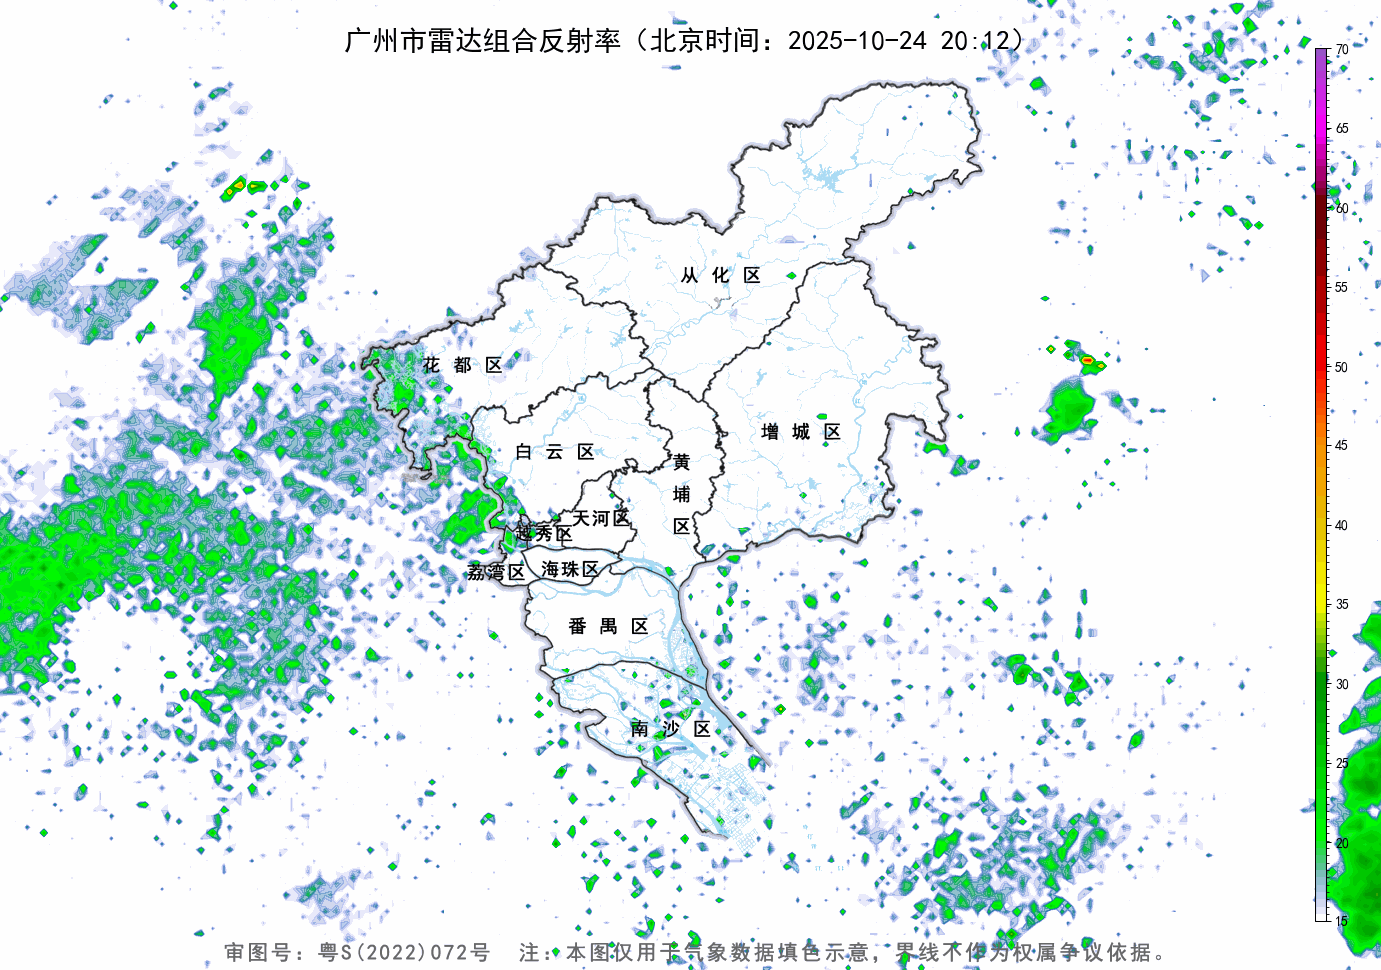 广州市雷达组合反射率（北京时间：2025-10-24 20:12）
70
65
60
55
50
45
40
35
30
25
20
15
从化区
花都区
增城区
白云区
黄埔区
天河区
越秀区
荔湾区
海珠区
番禺区
南沙区
审图号：粤S(2022)072号 注：本图仅用于气象数据填色示意，界线不作为权属争议依据。